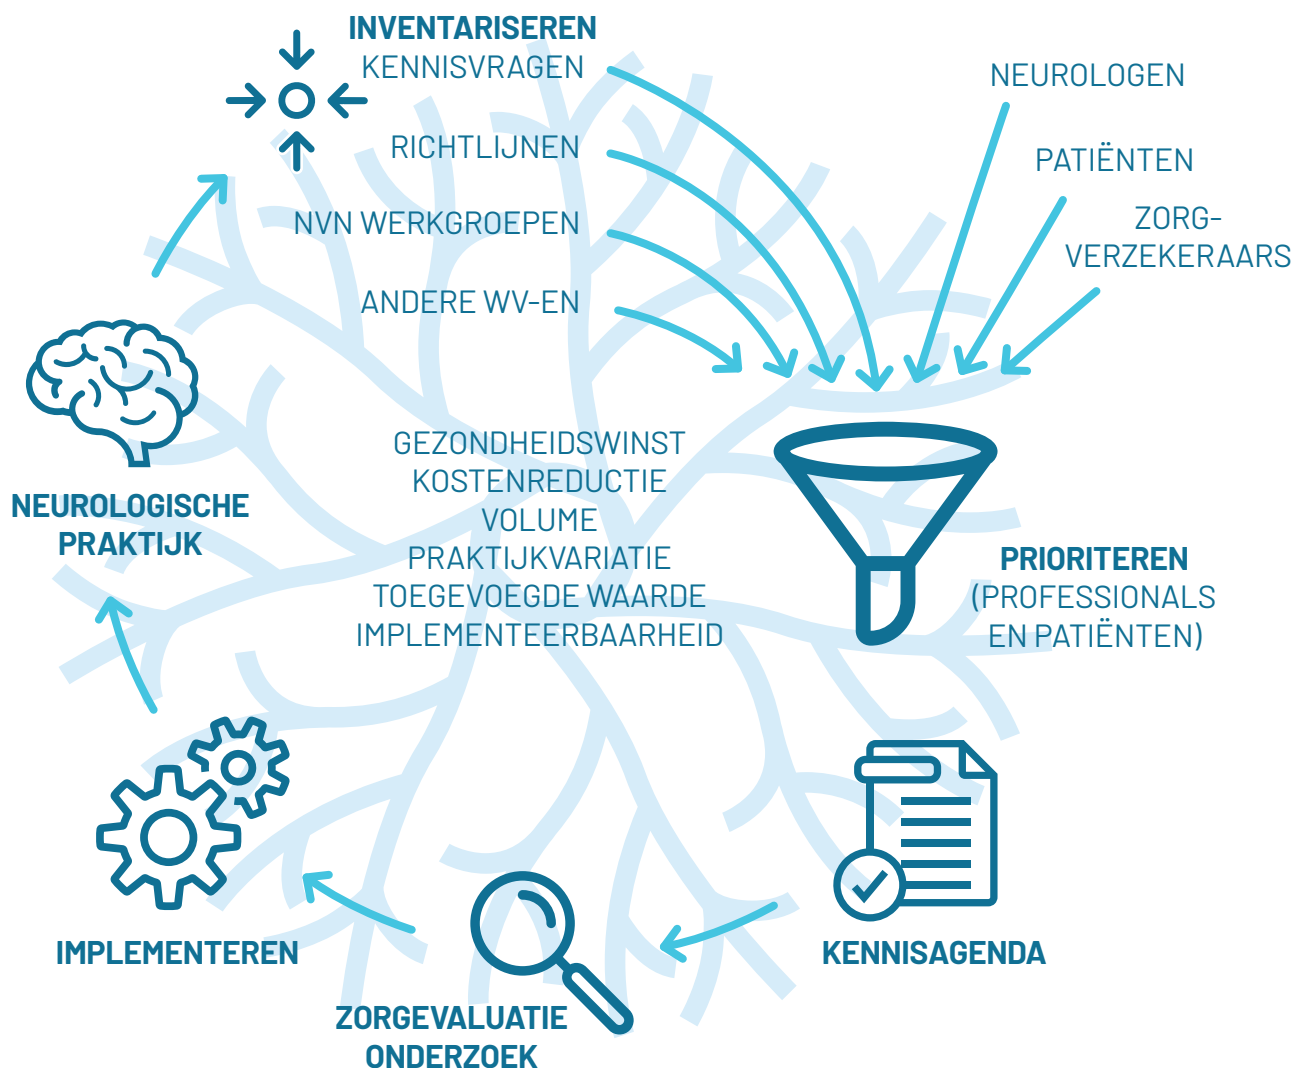 INVENTARISEREN
KENNISVRAGEN
RICHTLIJNEN
NVN WERKGROEPEN
ANDERE WV-EN
NEUROLOGEN
PATIËNTEN
ZORG-
VERZEKERAARS
GEZONDHEIDSWINST
KOSTENREDUCTIE
VOLUME
PRAKTIJKVARIATIE
TOEGEVOEGDE WAARDE
IMPLEMENTEERBAARHEID
PRIORITEREN
(PROFESSIONALS
EN PATIËNTEN)
KENNISAGENDA
ZORGEVALUATIE
ONDERZOEK
IMPLEMENTEREN
NEUROLOGISCHE
PRAKTIJK